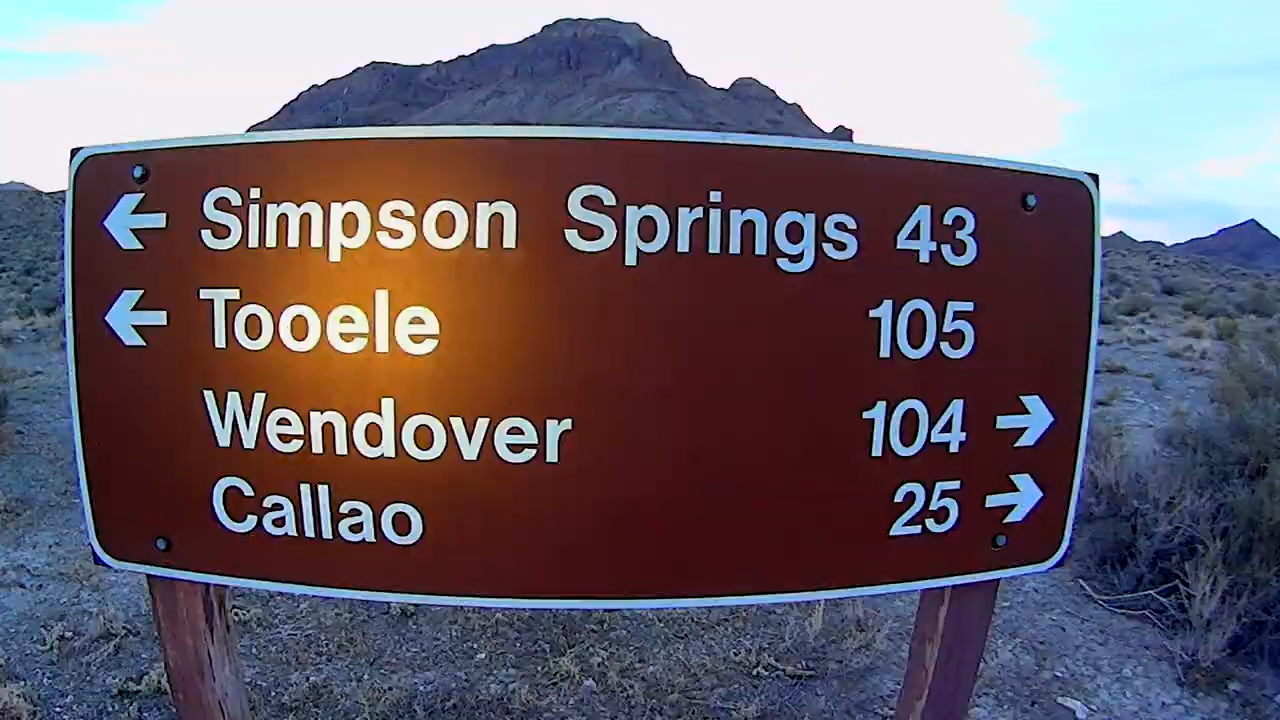 ← Simpson Springs 43
← Tooele 105
Wendover 104 →
Callao 25 →